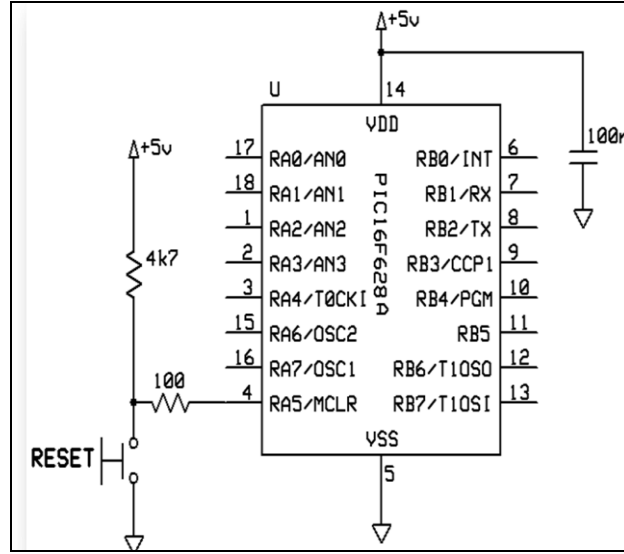 +5v
U
14
VDD
100n
+5v
17 RA0/AN0 RB0/INT 6
18 RA1/AN1 RB1/RX 7
1 RA2/AN2 RB2/TX 8
2 RA3/AN3 RB3/CCP1 9
3 RA4/T0CKI RB4/PGM 10
15 RA6/OSC2 RB5 11
16 RA7/OSC1 RB6/T1OSO 12
4 RA5/MCLR RB7/T1OSI 13
PIC16F628A
4k7
100
RESET
VSS
5